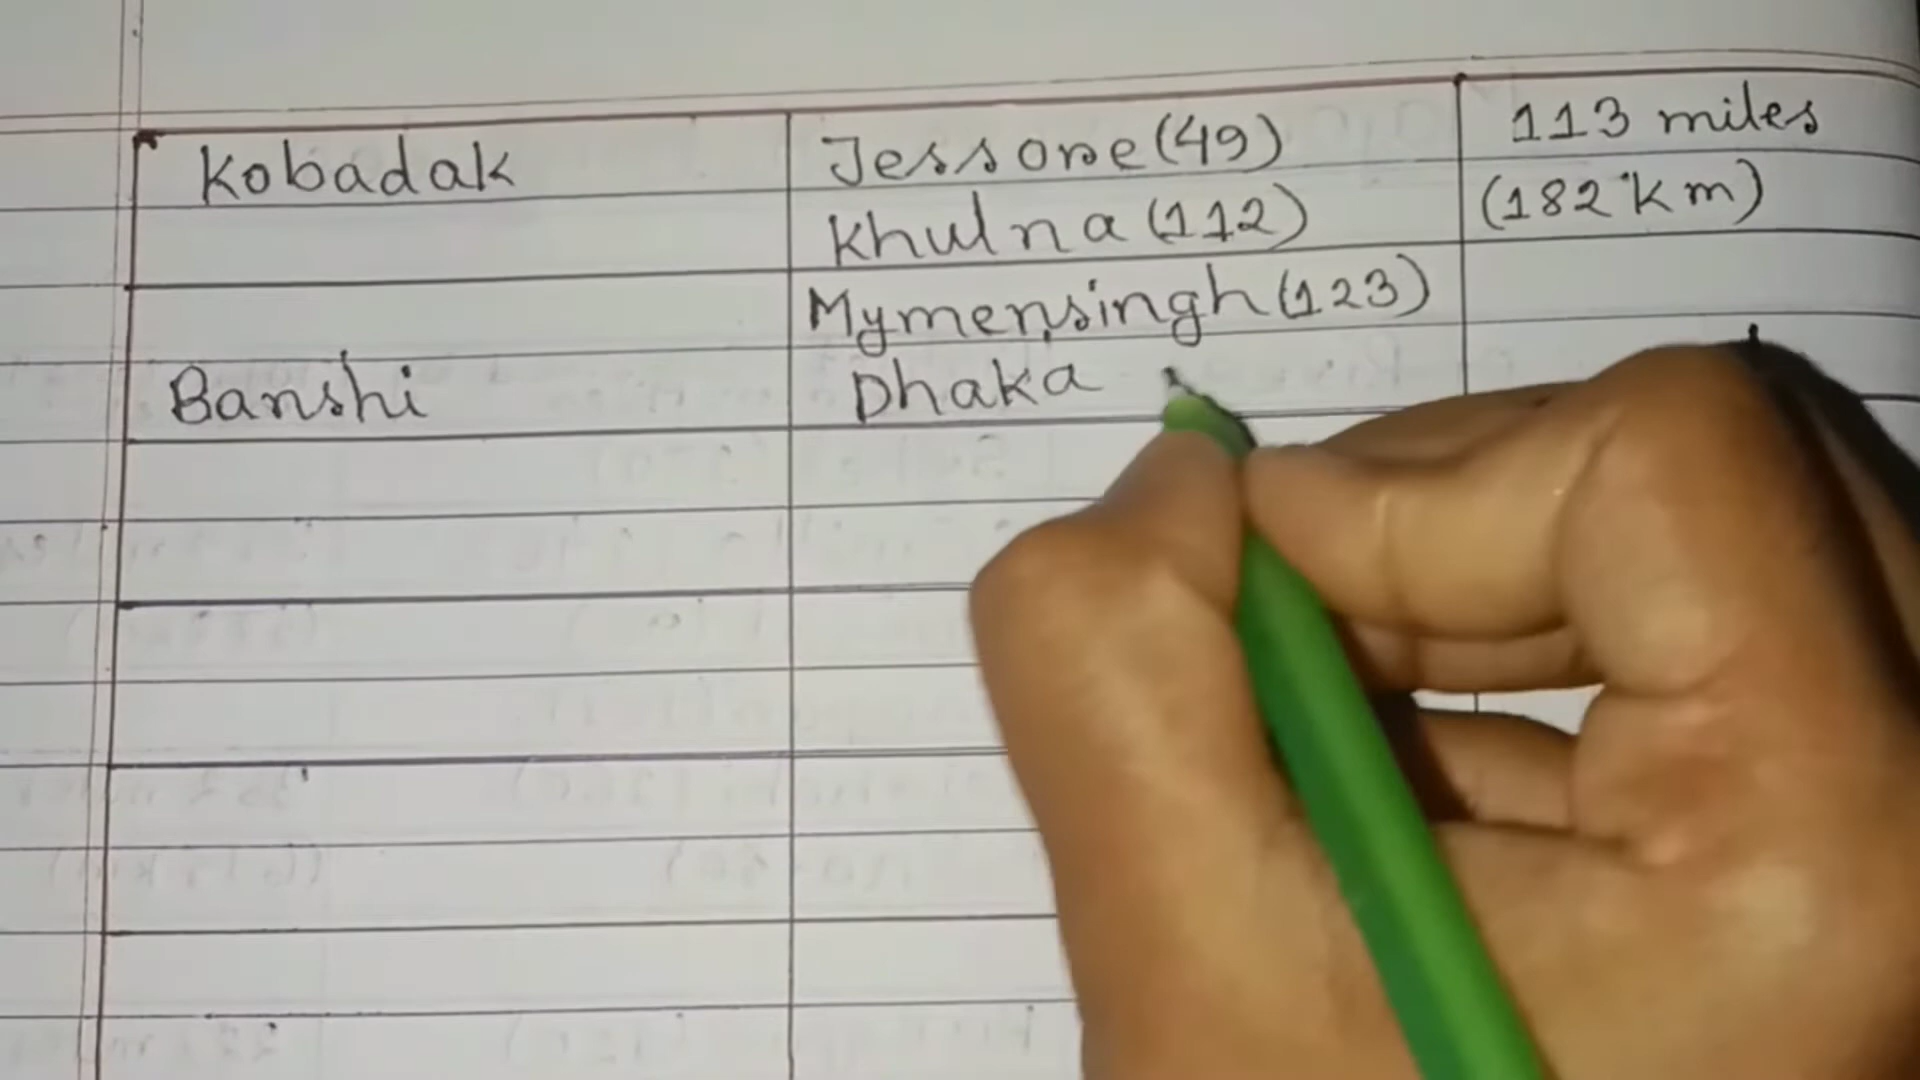 Kobadak Jessore (49) 113 miles
Khulna (112) (182 km)
Mymensingh (123)
Banshi Dhaka